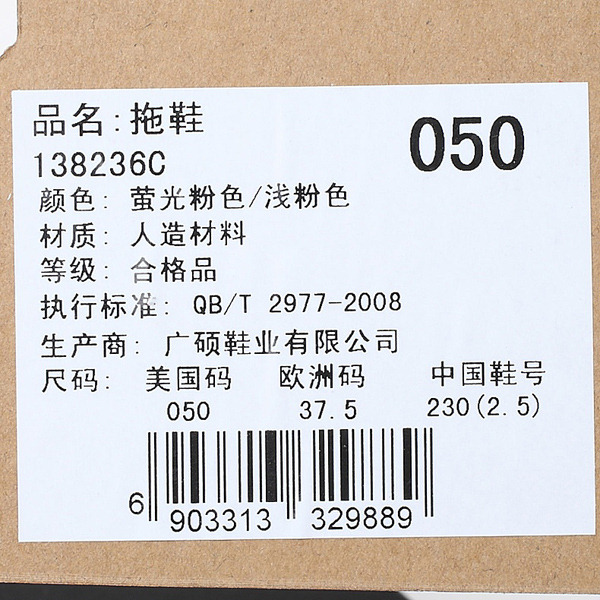 品名:拖鞋
050
138236C
颜色: 萤光粉色/浅粉色
材质: 人造材料
等级: 合格品
执行标准: QB/T 2977-2008
生产商: 广硕鞋业有限公司
尺码: 美国码 欧洲码 中国鞋号
050 37.5 230(2.5)
6 903313 329889